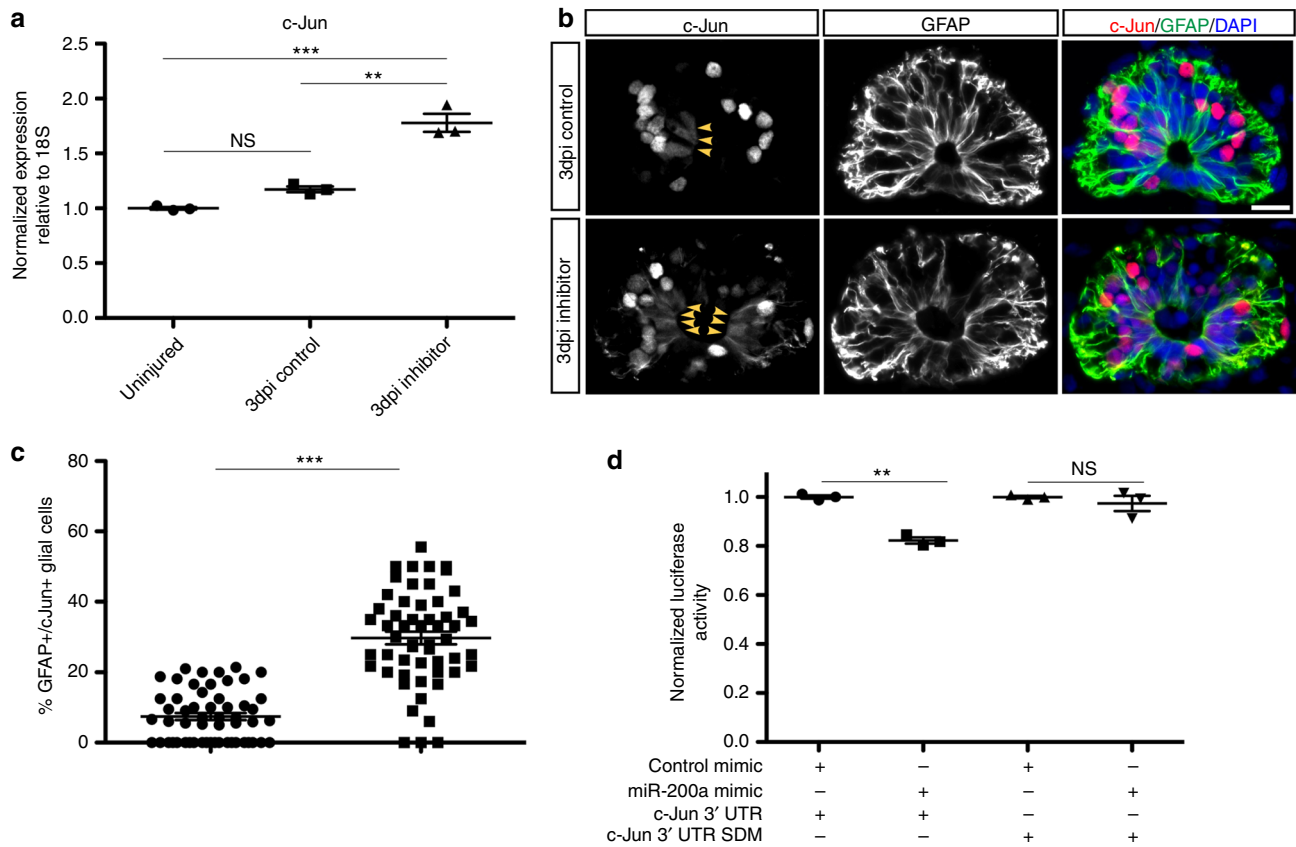 a
c-Jun
Normalized expression
relative to 18S
2.5
2.0
1.5
1.0
0.5
0.0
***
**
NS
Uninjured
3dpi control
3dpi inhibitor
b
c-Jun
GFAP
c-Jun/GFAP/DAPI
3dpi control
3dpi inhibitor
c
% GFAP+/cJun+ glial cells
80
60
40
20
0
***
d
Normalized luciferase
activity
1.0
0.8
0.6
0.4
0.2
0.0
**
NS
Control mimic + – + –
miR-200a mimic – + – +
c-Jun 3′ UTR + + – –
c-Jun 3′ UTR SDM – – + +